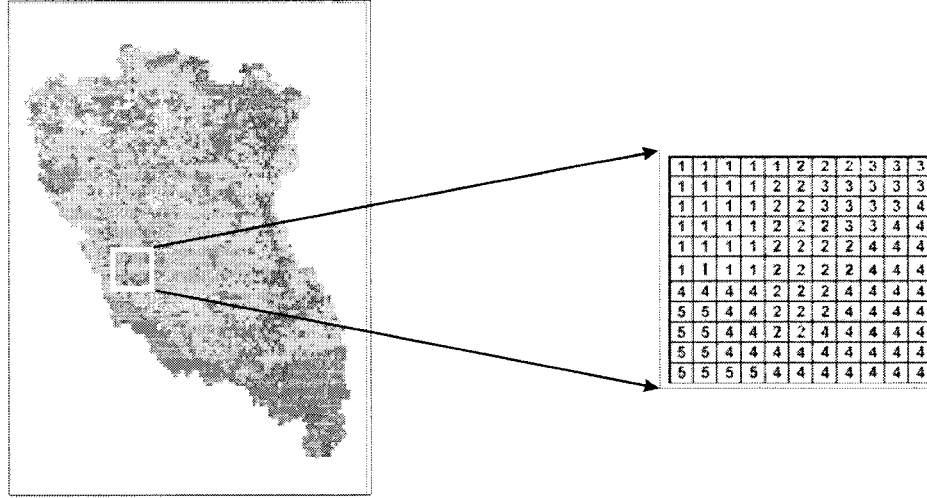 1 1 1 1 1 2 2 2 3 3 3
1 1 1 1 2 2 3 3 3 3 3
1 1 1 1 2 2 3 3 3 3 4
1 1 1 1 2 2 2 3 3 4 4
1 1 1 1 2 2 2 2 4 4 4
1 1 1 1 2 2 2 2 4 4 4
4 4 4 4 2 2 2 4 4 4 4
5 5 4 4 2 2 2 4 4 4 4
5 5 4 4 2 2 4 4 4 4 4
5 5 4 4 4 4 4 4 4 4 4
5 5 5 5 4 4 4 4 4 4 4